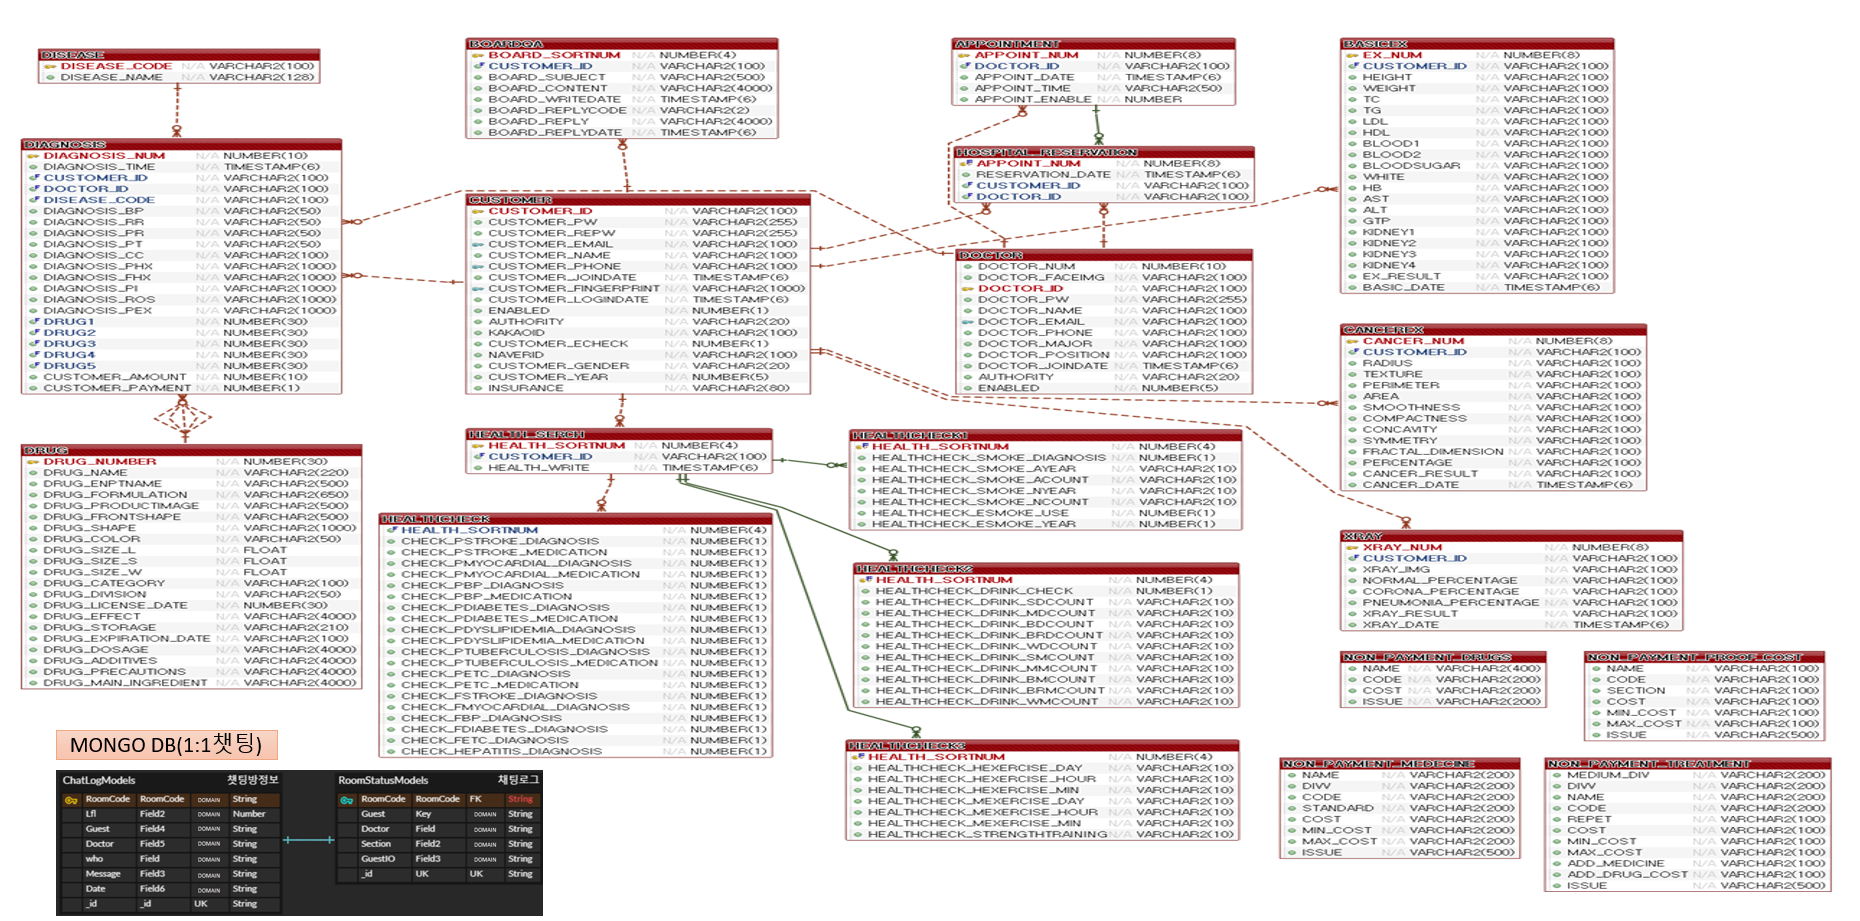 DISEASE
DISEASE_CODE N/A VARCHAR2(100)
DISEASE_NAME N/A VARCHAR2(128)
DIAGNOSIS
DIAGNOSIS_NUM N/A NUMBER(10)
DIAGNOSIS_TIME N/A TIMESTAMP(6)
CUSTOMER_ID N/A VARCHAR2(100)
DOCTOR_ID N/A VARCHAR2(100)
DISEASE_CODE N/A VARCHAR2(100)
DIAGNOSIS_BP N/A VARCHAR2(50)
DIAGNOSIS_RR N/A VARCHAR2(50)
DIAGNOSIS_PR N/A VARCHAR2(50)
DIAGNOSIS_PT N/A VARCHAR2(50)
DIAGNOSIS_CC N/A VARCHAR2(100)
DIAGNOSIS_PHX N/A VARCHAR2(1000)
DIAGNOSIS_FHX N/A VARCHAR2(1000)
DIAGNOSIS_PI N/A VARCHAR2(1000)
DIAGNOSIS_ROS N/A VARCHAR2(1000)
DIAGNOSIS_PEX N/A VARCHAR2(1000)
DRUG1 N/A NUMBER(30)
DRUG2 N/A NUMBER(30)
DRUG3 N/A NUMBER(30)
DRUG4 N/A NUMBER(30)
DRUG5 N/A NUMBER(30)
CUSTOMER_AMOUNT N/A NUMBER(10)
CUSTOMER_PAYMENT N/A NUMBER(1)
DRUG
DRUG_NUMBER N/A NUMBER(30)
DRUG_NAME N/A VARCHAR2(220)
DRUG_ENPTNAME N/A VARCHAR2(500)
DRUG_FORMULATION N/A VARCHAR2(650)
DRUG_PRODUCTIMAGE N/A VARCHAR2(500)
DRUG_FRONTSHAPE N/A VARCHAR2(500)
DRUG_SHAPE N/A VARCHAR2(1000)
DRUG_COLOR N/A VARCHAR2(50)
DRUG_SIZE_L N/A FLOAT
DRUG_SIZE_S N/A FLOAT
DRUG_SIZE_W N/A FLOAT
DRUG_CATEGORY N/A VARCHAR2(100)
DRUG_DIVISION N/A VARCHAR2(50)
DRUG_LICENSE_DATE N/A NUMBER(30)
DRUG_EFFECT N/A VARCHAR2(4000)
DRUG_STORAGE N/A VARCHAR2(210)
DRUG_EXPIRATION_DATE N/A VARCHAR2(100)
DRUG_DOSAGE N/A VARCHAR2(4000)
DRUG_ADDITIVES N/A VARCHAR2(4000)
DRUG_PRECAUTIONS N/A VARCHAR2(4000)
DRUG_MAIN_INGREDIENT N/A VARCHAR2(4000)
BOARDQA
BOARD_SORTNUM N/A NUMBER(4)
CUSTOMER_ID N/A VARCHAR2(100)
BOARD_SUBJECT N/A VARCHAR2(500)
BOARD_CONTENT N/A VARCHAR2(4000)
BOARD_WRITEDATE N/A TIMESTAMP(6)
BOARD_REPLYCODE N/A VARCHAR2(2)
BOARD_REPLY N/A VARCHAR2(4000)
BOARD_REPLYDATE N/A TIMESTAMP(6)
CUSTOMER
CUSTOMER_ID N/A VARCHAR2(100)
CUSTOMER_PW N/A VARCHAR2(255)
CUSTOMER_REPW N/A VARCHAR2(255)
CUSTOMER_EMAIL N/A VARCHAR2(100)
CUSTOMER_NAME N/A VARCHAR2(100)
CUSTOMER_PHONE N/A VARCHAR2(100)
CUSTOMER_JOINDATE N/A TIMESTAMP(6)
CUSTOMER_FINGERPRINT N/A VARCHAR2(1000)
CUSTOMER_LOGINDATE N/A TIMESTAMP(6)
ENABLED N/A NUMBER(1)
AUTHORITY N/A VARCHAR2(20)
KAKAOID N/A VARCHAR2(100)
CUSTOMER_ECHECK N/A NUMBER(1)
NAVERID N/A VARCHAR2(100)
CUSTOMER_GENDER N/A VARCHAR2(20)
CUSTOMER_YEAR N/A NUMBER(5)
INSURANCE N/A VARCHAR2(80)
HEALTH_SERCH
HEALTH_SORTNUM N/A NUMBER(4)
CUSTOMER_ID N/A VARCHAR2(100)
HEALTH_WRITE N/A TIMESTAMP(6)
HEALTHCHECK
HEALTH_SORTNUM N/A NUMBER(4)
CHECK_PSTROKE_DIAGNOSIS N/A NUMBER(1)
CHECK_PSTROKE_MEDICATION N/A NUMBER(1)
CHECK_PMYOCARDIAL_DIAGNOSIS N/A NUMBER(1)
CHECK_PMYOCARDIAL_MEDICATION N/A NUMBER(1)
CHECK_PBP_DIAGNOSIS N/A NUMBER(1)
CHECK_PBP_MEDICATION N/A NUMBER(1)
CHECK_PDIABETES_DIAGNOSIS N/A NUMBER(1)
CHECK_PDIABETES_MEDICATION N/A NUMBER(1)
CHECK_PDYSLIPIDEMIA_DIAGNOSIS N/A NUMBER(1)
CHECK_PDYSLIPIDEMIA_MEDICATION N/A NUMBER(1)
CHECK_PTUBERCULOSIS_DIAGNOSIS N/A NUMBER(1)
CHECK_PTUBERCULOSIS_MEDICATION N/A NUMBER(1)
CHECK_PETC_DIAGNOSIS N/A NUMBER(1)
CHECK_PETC_MEDICATION N/A NUMBER(1)
CHECK_FSTROKE_DIAGNOSIS N/A NUMBER(1)
CHECK_FMYOCARDIAL_DIAGNOSIS N/A NUMBER(1)
CHECK_FBP_DIAGNOSIS N/A NUMBER(1)
CHECK_FDIABETES_DIAGNOSIS N/A NUMBER(1)
CHECK_FETC_DIAGNOSIS N/A NUMBER(1)
CHECK_HEPATITIS_DIAGNOSIS N/A NUMBER(1)
APPOINTMENT
APPOINT_NUM N/A NUMBER(8)
DOCTOR_ID N/A VARCHAR2(100)
APPOINT_DATE N/A TIMESTAMP(6)
APPOINT_TIME N/A VARCHAR2(50)
APPOINT_ENABLE N/A NUMBER
HOSPITAL_RESERVATION
APPOINT_NUM N/A NUMBER(8)
RESERVATION_DATE N/A TIMESTAMP(6)
CUSTOMER_ID N/A VARCHAR2(100)
DOCTOR_ID N/A VARCHAR2(100)
DOCTOR
DOCTOR_NUM N/A NUMBER(10)
DOCTOR_FACEIMG N/A VARCHAR2(100)
DOCTOR_ID N/A VARCHAR2(100)
DOCTOR_PW N/A VARCHAR2(255)
DOCTOR_NAME N/A VARCHAR2(100)
DOCTOR_EMAIL N/A VARCHAR2(100)
DOCTOR_PHONE N/A VARCHAR2(100)
DOCTOR_MAJOR N/A VARCHAR2(100)
DOCTOR_POSITION N/A VARCHAR2(100)
DOCTOR_JOINDATE N/A TIMESTAMP(6)
AUTHORITY N/A VARCHAR2(20)
ENABLED N/A NUMBER(5)
HEALTHCHECK1
HEALTH_SORTNUM N/A NUMBER(4)
HEALTHCHECK_SMOKE_DIAGNOSIS N/A NUMBER(1)
HEALTHCHECK_SMOKE_AYEAR N/A VARCHAR2(10)
HEALTHCHECK_SMOKE_ACOUNT N/A VARCHAR2(10)
HEALTHCHECK_SMOKE_NYEAR N/A VARCHAR2(10)
HEALTHCHECK_SMOKE_NCOUNT N/A VARCHAR2(10)
HEALTHCHECK_ESMOKE_USE N/A NUMBER(1)
HEALTHCHECK_ESMOKE_YEAR N/A NUMBER(1)
HEALTHCHECK2
HEALTH_SORTNUM N/A NUMBER(4)
HEALTHCHECK_DRINK_CHECK N/A NUMBER(1)
HEALTHCHECK_DRINK_SDCOUNT N/A VARCHAR2(10)
HEALTHCHECK_DRINK_MDCOUNT N/A VARCHAR2(10)
HEALTHCHECK_DRINK_BDCOUNT N/A VARCHAR2(10)
HEALTHCHECK_DRINK_BRDCOUNT N/A VARCHAR2(10)
HEALTHCHECK_DRINK_WDCOUNT N/A VARCHAR2(10)
HEALTHCHECK_DRINK_SMCOUNT N/A VARCHAR2(10)
HEALTHCHECK_DRINK_MMCOUNT N/A VARCHAR2(10)
HEALTHCHECK_DRINK_BMCOUNT N/A VARCHAR2(10)
HEALTHCHECK_DRINK_BRMCOUNT N/A VARCHAR2(10)
HEALTHCHECK_DRINK_WMCOUNT N/A VARCHAR2(10)
HEALTHCHECK3
HEALTH_SORTNUM N/A NUMBER(4)
HEALTHCHECK_HEXERCISE_DAY N/A VARCHAR2(10)
HEALTHCHECK_HEXERCISE_HOUR N/A VARCHAR2(10)
HEALTHCHECK_HEXERCISE_MIN N/A VARCHAR2(10)
HEALTHCHECK_MEXERCISE_DAY N/A VARCHAR2(10)
HEALTHCHECK_MEXERCISE_HOUR N/A VARCHAR2(10)
HEALTHCHECK_MEXERCISE_MIN N/A VARCHAR2(10)
HEALTHCHECK_STRENGTHTRAINING N/A VARCHAR2(10)
BASICEX
EX_NUM N/A NUMBER(8)
CUSTOMER_ID N/A VARCHAR2(100)
HEIGHT N/A VARCHAR2(100)
WEIGHT N/A VARCHAR2(100)
TC N/A VARCHAR2(100)
TG N/A VARCHAR2(100)
LDL N/A VARCHAR2(100)
HDL N/A VARCHAR2(100)
BLOOD1 N/A VARCHAR2(100)
BLOOD2 N/A VARCHAR2(100)
BLOODSUGAR N/A VARCHAR2(100)
WHITE N/A VARCHAR2(100)
HB N/A VARCHAR2(100)
AST N/A VARCHAR2(100)
ALT N/A VARCHAR2(100)
GTP N/A VARCHAR2(100)
KIDNEY1 N/A VARCHAR2(100)
KIDNEY2 N/A VARCHAR2(100)
KIDNEY3 N/A VARCHAR2(100)
KIDNEY4 N/A VARCHAR2(100)
EX_RESULT N/A VARCHAR2(100)
BASIC_DATE N/A TIMESTAMP(6)
CANCEREX
CANCER_NUM N/A NUMBER(8)
CUSTOMER_ID N/A VARCHAR2(100)
RADIUS N/A VARCHAR2(100)
TEXTURE N/A VARCHAR2(100)
PERIMETER N/A VARCHAR2(100)
AREA N/A VARCHAR2(100)
SMOOTHNESS N/A VARCHAR2(100)
COMPACTNESS N/A VARCHAR2(100)
CONCAVITY N/A VARCHAR2(100)
SYMMETRY N/A VARCHAR2(100)
FRACTAL_DIMENSION N/A VARCHAR2(100)
PERCENTAGE N/A VARCHAR2(100)
CANCER_RESULT N/A VARCHAR2(100)
CANCER_DATE N/A TIMESTAMP(6)
XRAY
XRAY_NUM N/A NUMBER(8)
CUSTOMER_ID N/A VARCHAR2(100)
XRAY_IMG N/A VARCHAR2(100)
NORMAL_PERCENTAGE N/A VARCHAR2(100)
CORONA_PERCENTAGE N/A VARCHAR2(100)
PNEUMONIA_PERCENTAGE N/A VARCHAR2(100)
XRAY_RESULT N/A VARCHAR2(100)
XRAY_DATE N/A TIMESTAMP(6)
NON_PAYMENT_DRUGS
NAME N/A VARCHAR2(400)
CODE N/A VARCHAR2(200)
COST N/A VARCHAR2(200)
ISSUE N/A VARCHAR2(200)
NON_PAYMENT_PROOF_COST
NAME N/A VARCHAR2(100)
CODE N/A VARCHAR2(100)
SECTION N/A VARCHAR2(100)
COST N/A VARCHAR2(100)
MIN_COST N/A VARCHAR2(100)
MAX_COST N/A VARCHAR2(100)
ISSUE N/A VARCHAR2(500)
NON_PAYMENT_MEDECINE
NAME N/A VARCHAR2(200)
DIVV N/A VARCHAR2(200)
CODE N/A VARCHAR2(200)
STANDARD N/A VARCHAR2(200)
COST N/A VARCHAR2(200)
MIN_COST N/A VARCHAR2(200)
MAX_COST N/A VARCHAR2(200)
ISSUE N/A VARCHAR2(500)
NON_PAYMENT_TREATMENT
MEDIUM_DIV N/A VARCHAR2(200)
DIVV N/A VARCHAR2(200)
NAME N/A VARCHAR2(200)
CODE N/A VARCHAR2(200)
REPET N/A VARCHAR2(100)
COST N/A VARCHAR2(100)
MIN_COST N/A VARCHAR2(100)
MAX_COST N/A VARCHAR2(100)
ADD_MEDICINE N/A VARCHAR2(100)
ADD_DRUG_COST N/A VARCHAR2(100)
ISSUE N/A VARCHAR2(500)
MONGO DB(1:1챗팅)
ChatLogModels 챗팅방정보
RoomCode RoomCode DOMAIN String
Lfl Field2 DOMAIN Number
Guest Field4 DOMAIN String
Doctor Field5 DOMAIN String
who Field DOMAIN String
Message Field3 DOMAIN String
Date Field6 DOMAIN String
_id _id UK String
RoomStatusModels 채팅로그
RoomCode RoomCode FK String
Guest Key DOMAIN String
Doctor Field DOMAIN String
Section Field2 DOMAIN String
GuestIO Field3 DOMAIN String
_id UK UK String